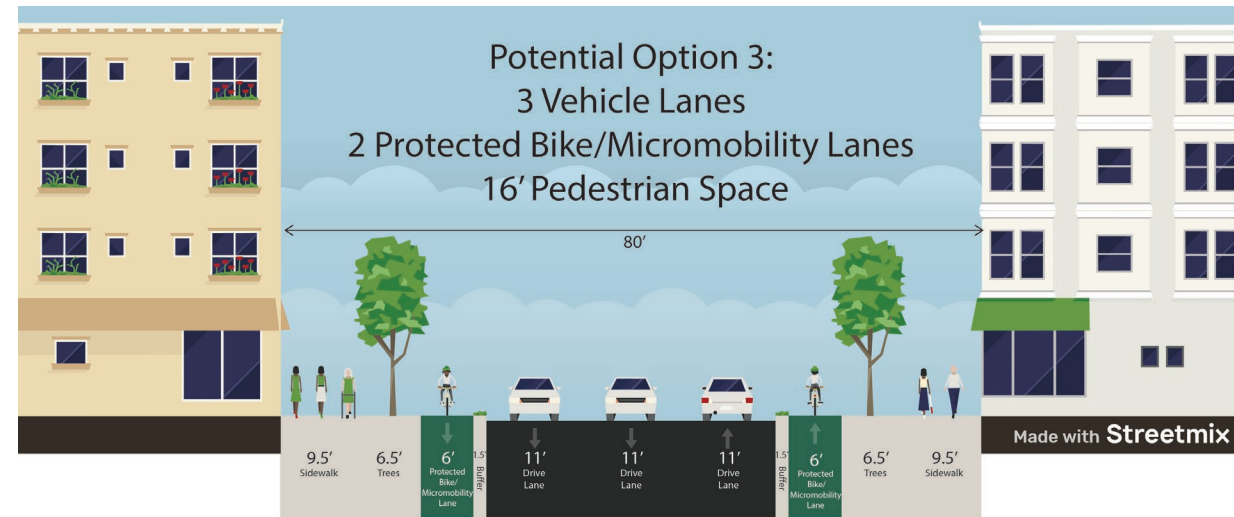 Potential Option 3:
3 Vehicle Lanes
2 Protected Bike/Micromobility Lanes
16' Pedestrian Space
80'
9.5'
Sidewalk
6.5'
Trees
6'
Protected
Bike/
Micromobility
Lane
1.5'
Buffer
11'
Drive
Lane
11'
Drive
Lane
11'
Drive
Lane
1.5'
Buffer
6'
Protected
Bike/
Micromobility
Lane
6.5'
Trees
9.5'
Sidewalk
Made with Streetmix